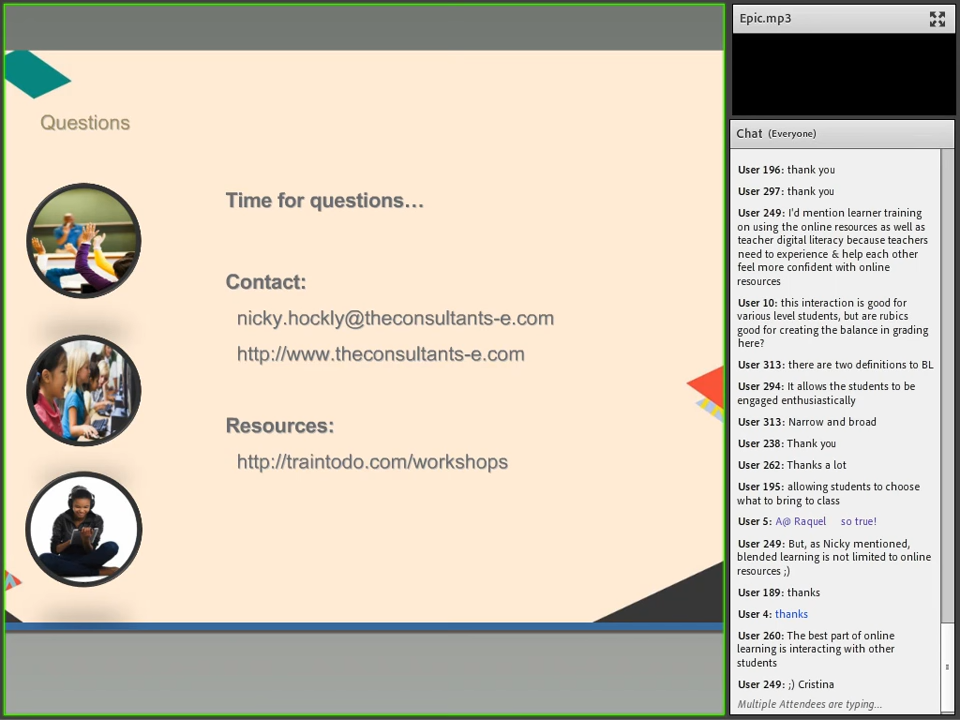 Questions
Time for questions…
Contact:
nicky.hockly@theconsultants-e.com
http://www.theconsultants-e.com
Resources:
http://traintodo.com/workshops
Epic.mp3
Chat (Everyone)
User 196: thank you
User 297: thank you
User 249: I'd mention learner training
on using the online resources as well as
teacher digital literacy because teachers
need to experience & help each other
feel more confident with online
resources
User 10: this interaction is good for
various level students, but are rubics
good for creating the balance in grading
here?
User 313: there are two definitions to BL
User 294: It allows the students to be
engaged enthusiastically
User 313: Narrow and broad
User 238: Thank you
User 262: Thanks a lot
User 195: allowing students to choose
what to bring to class
User 5: A@ Raquel so true!
User 249: But, as Nicky mentioned,
blended learning is not limited to online
resources ;)
User 189: thanks
User 4: thanks
User 260: The best part of online
learning is interacting with other
students
User 249: ;) Cristina
Multiple Attendees are typing...